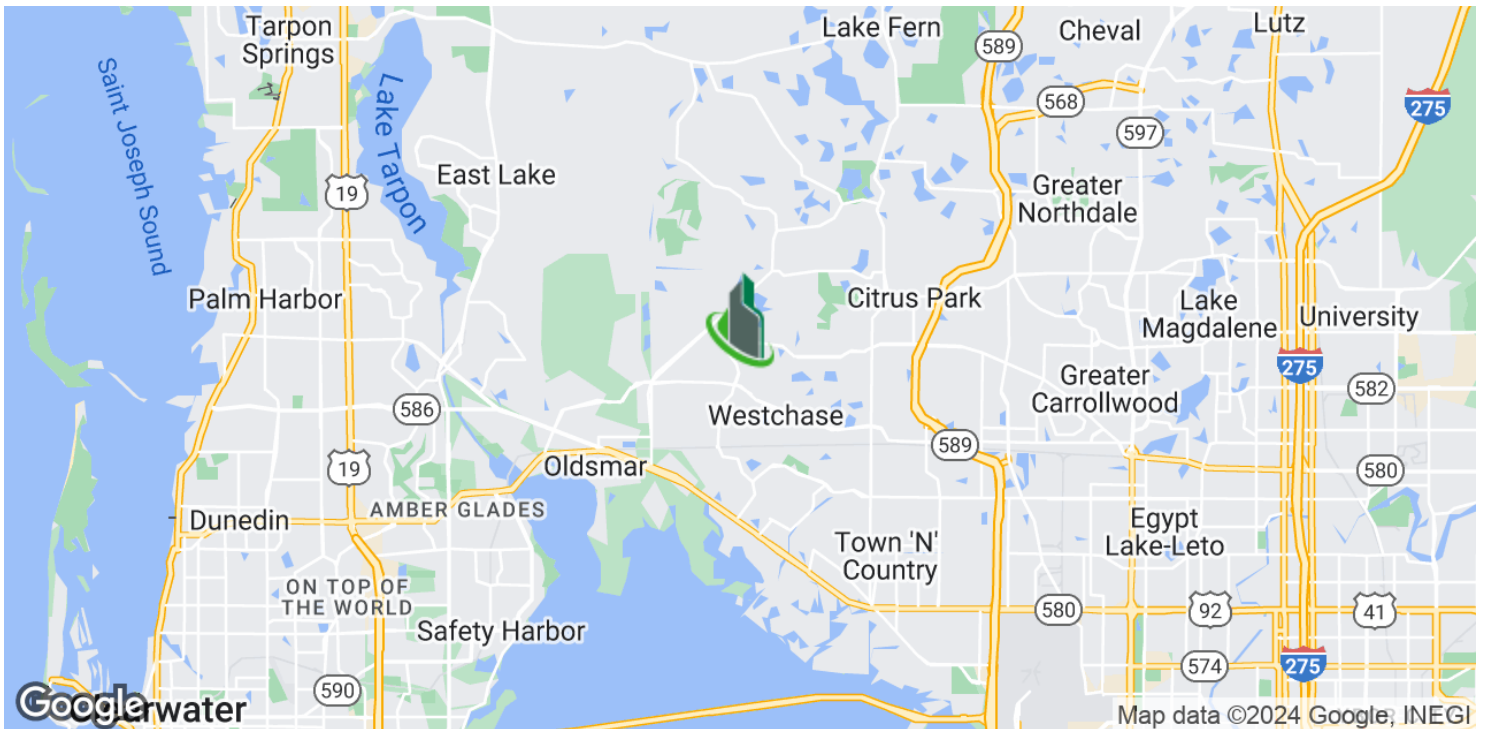 Tarpon
Springs
Lake Fern
589
Cheval
Lutz
Saint Joseph Sound
Lake Tarpon
568
275
597
East Lake
19
Greater
Northdale
Palm Harbor
Citrus Park
Lake
Magdalene
University
275
586
Westchase
Greater
Carrollwood
582
19
Oldsmar
589
580
AMBER GLADES
Dunedin
Egypt
Lake-Leto
Town 'N'
Country
ON TOP OF
THE WORLD
580
92
41
Safety Harbor
574
275
590
Google
Clearwater
Map data ©2024 Google, INEGI